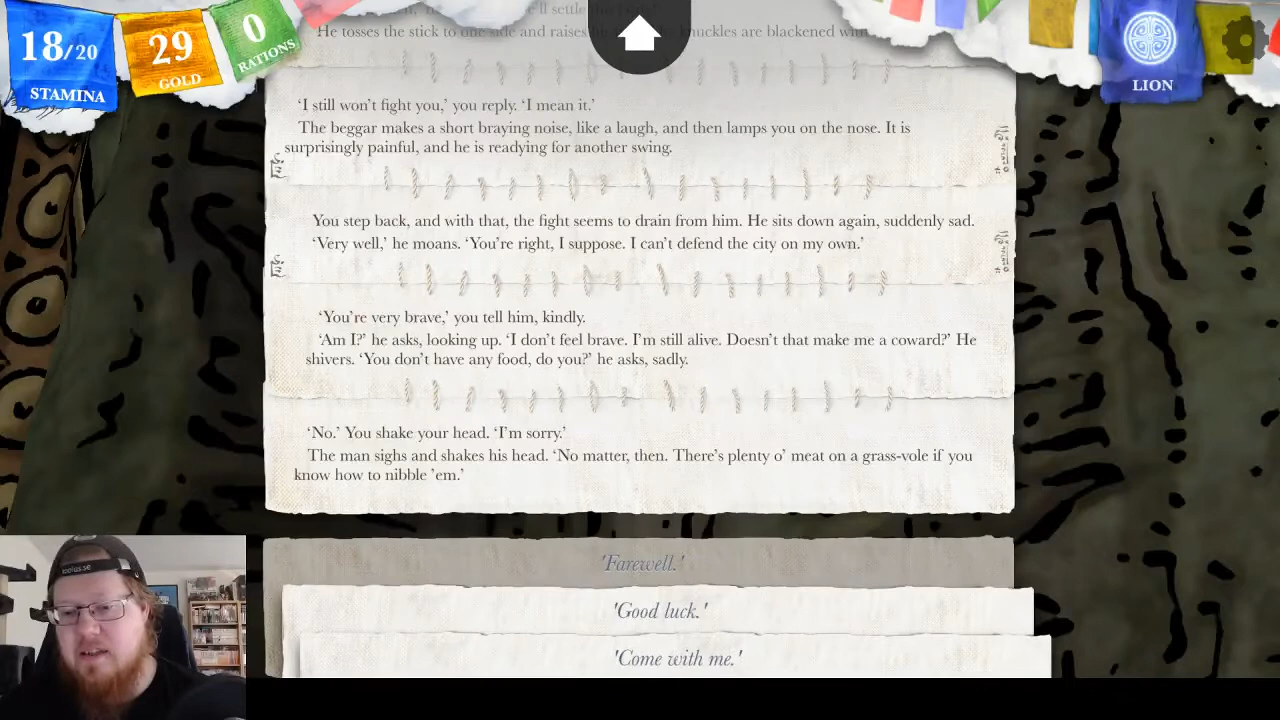 18/20
STAMINA
29
GOLD
0
RATIONS
LION
He tosses the stick to one side and raises
knuckles are blackened
‘I still won’t fight you,’ you reply. ‘I mean it.’
The beggar makes a short braying noise, like a laugh, and then lamps you on the nose. It is
surprisingly painful, and he is readying for another swing.
You step back, and with that, the fight seems to drain from him. He sits down again, suddenly sad.
‘Very well,’ he moans. ‘You’re right, I suppose. I can’t defend the city on my own.’
‘You’re very brave,’ you tell him, kindly.
‘Am I?’ he asks, looking up. ‘I don’t feel brave. I’m still alive. Doesn’t that make me a coward?’ He
shivers. ‘You don’t have any food, do you?’ he asks, sadly.
‘No.’ You shake your head. ‘I’m sorry.’
The man sighs and shakes his head. ‘No matter, then. There’s plenty o’ meat on a grass-vole if you
know how to nibble ’em.’
'Farewell.'
'Good luck.'
'Come with me.'